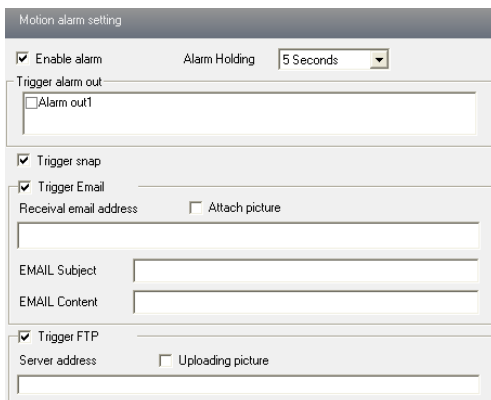 Motion alarm setting
Enable alarm Alarm Holding 5 Seconds
Trigger alarm out
Alarm out1
Trigger snap
Trigger Email
Receival email address Attach picture
EMAIL Subject
EMAIL Content
Trigger FTP
Server address Uploading picture